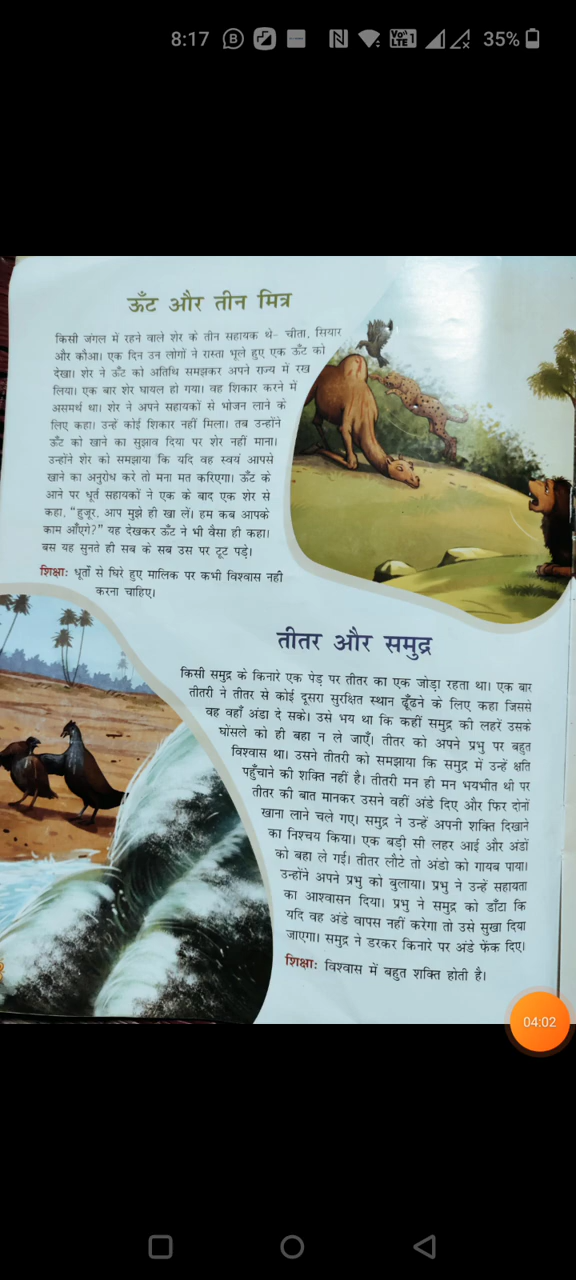 8:17
VoLTE 1
35%
ऊँट और तीन मित्र
किसी जंगल में रहने वाले शेर के तीन सहायक थे- चीता, सियार
और कौआ। एक दिन उन लोगों ने रास्ता भूले हुए एक ऊँट को
देखा। शेर ने ऊँट को अतिथि समझकर अपने राज्य में रख
लिया। एक बार शेर घायल हो गया। वह शिकार करने में
असमर्थ था। शेर ने अपने सहायकों से भोजन लाने के
लिए कहा। उन्हें कोई शिकार नहीं मिला। तब उन्होंने
ऊँट को खाने का सुझाव दिया पर शेर नहीं माना।
उन्होंने शेर को समझाया कि यदि वह स्वयं आपसे
खाने का अनुरोध करे तो मना मत करिएगा। ऊँट के
आने पर धूर्त सहायकों ने एक के बाद एक शेर से
कहा, "हुजूर, आप मुझे ही खा लें। हम कब आपके
काम आएँगे?" यह देखकर ऊँट ने भी वैसा ही कहा।
बस यह सुनते ही सब के सब उस पर टूट पड़े।
शिक्षाः धूर्तों से घिरे हुए मालिक पर कभी विश्वास नही
करना चाहिए।
तीतर और समुद्र
किसी समुद्र के किनारे एक पेड़ पर तीतर का एक जोड़ा रहता था। एक बार
तीतरी ने तीतर से कोई दूसरा सुरक्षित स्थान ढूँढने के लिए कहा जिससे
वह वहाँ अंडा दे सके। उसे भय था कि कहीं समुद्र की लहरें उसके
घोंसले को ही बहा न ले जाएँ। तीतर को अपने प्रभु पर बहुत
विश्वास था। उसने तीतरी को समझाया कि समुद्र में उन्हें क्षति
पहुँचाने की शक्ति नहीं है। तीतरी मन ही मन भयभीत थी पर
तीतर की बात मानकर उसने वहीं अंडे दिए और फिर दोनों
खाना लाने चले गए। समुद्र ने उन्हें अपनी शक्ति दिखाने
का निश्चय किया। एक बड़ी सी लहर आई और अंडों
को बहा ले गई। तीतर लौटे तो अंडो को गायब पाया।
उन्होंने अपने प्रभु को बुलाया। प्रभु ने उन्हें सहायता
का आश्वासन दिया। प्रभु ने समुद्र को डाँटा कि
यदि वह अंडे वापस नहीं करेगा तो उसे सुखा दिया
जाएगा। समुद्र ने डरकर किनारे पर अंडे फेंक दिए।
शिक्षाः विश्वास में बहुत शक्ति होती है।
04:02